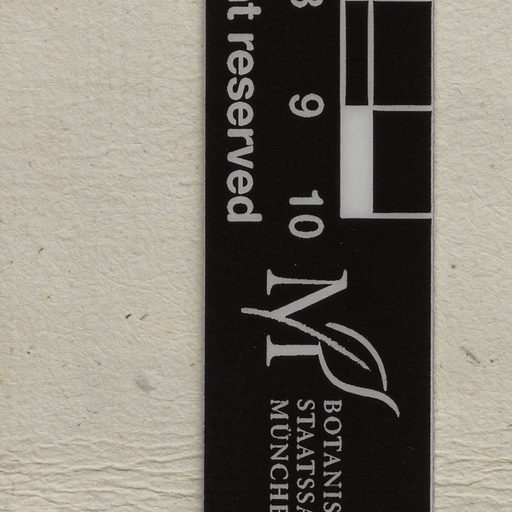 t reserved
8 9 10
M
BOTANIS
STAATSSA
MÜNCHE